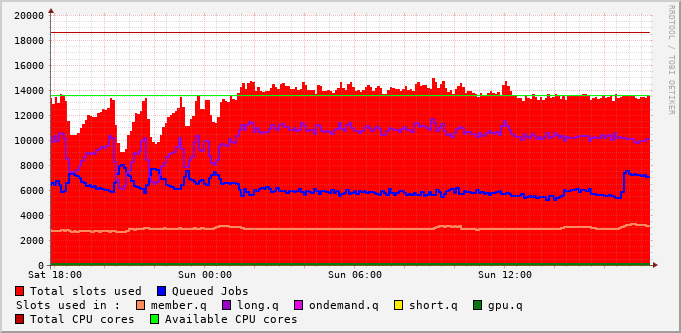 20000
18000
16000
14000
12000
10000
8000
6000
4000
2000
0
Sat 18:00 Sun 00:00 Sun 06:00 Sun 12:00
RRDTOOL / TOBI OETIKER
Total slots used Queued Jobs
Slots used in : member.q long.q ondemand.q short.q gpu.q
Total CPU cores Available CPU cores